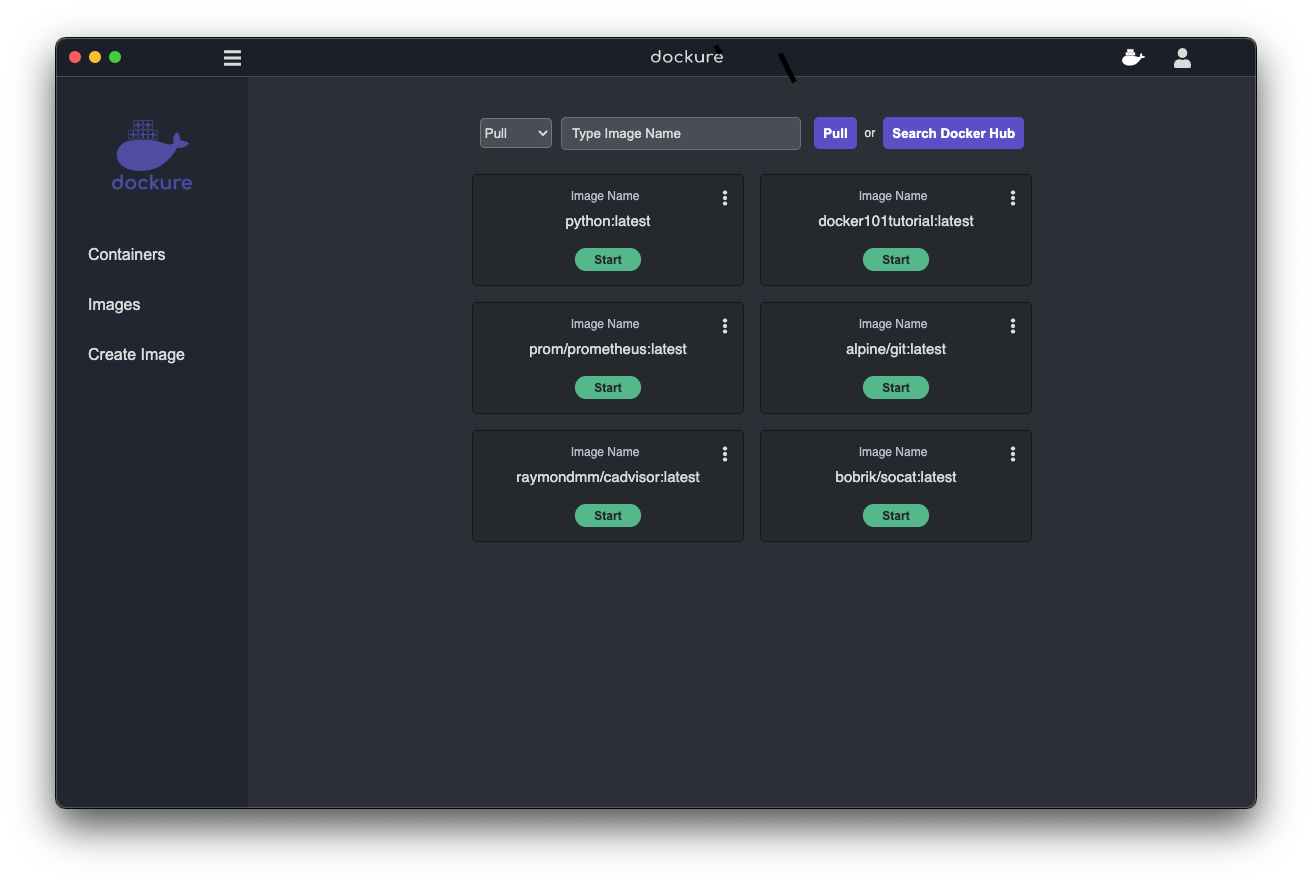 dockure
dockure
Containers
Images
Create Image
Pull Type Image Name Pull or Search Docker Hub
Image Name
python:latest
Start
Image Name
docker101tutorial:latest
Start
Image Name
prom/prometheus:latest
Start
Image Name
alpine/git:latest
Start
Image Name
raymondmm/cadvisor:latest
Start
Image Name
bobrik/socat:latest
Start